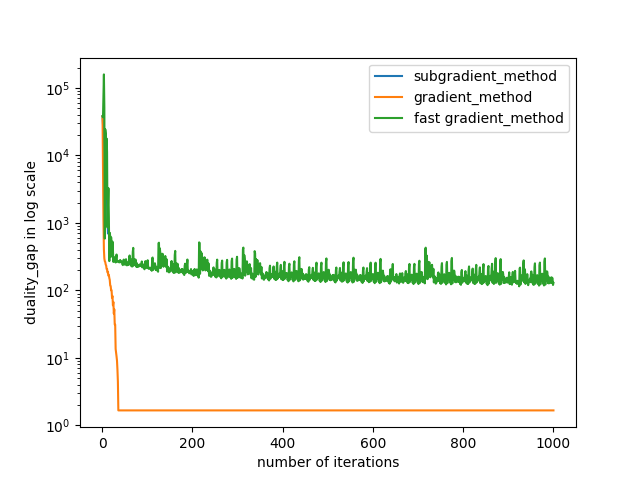 subgradient_method
gradient_method
fast gradient_method
duality_gap in log scale
10^5
10^4
10^3
10^2
10^1
10^0
0 200 400 600 800 1000
number of iterations